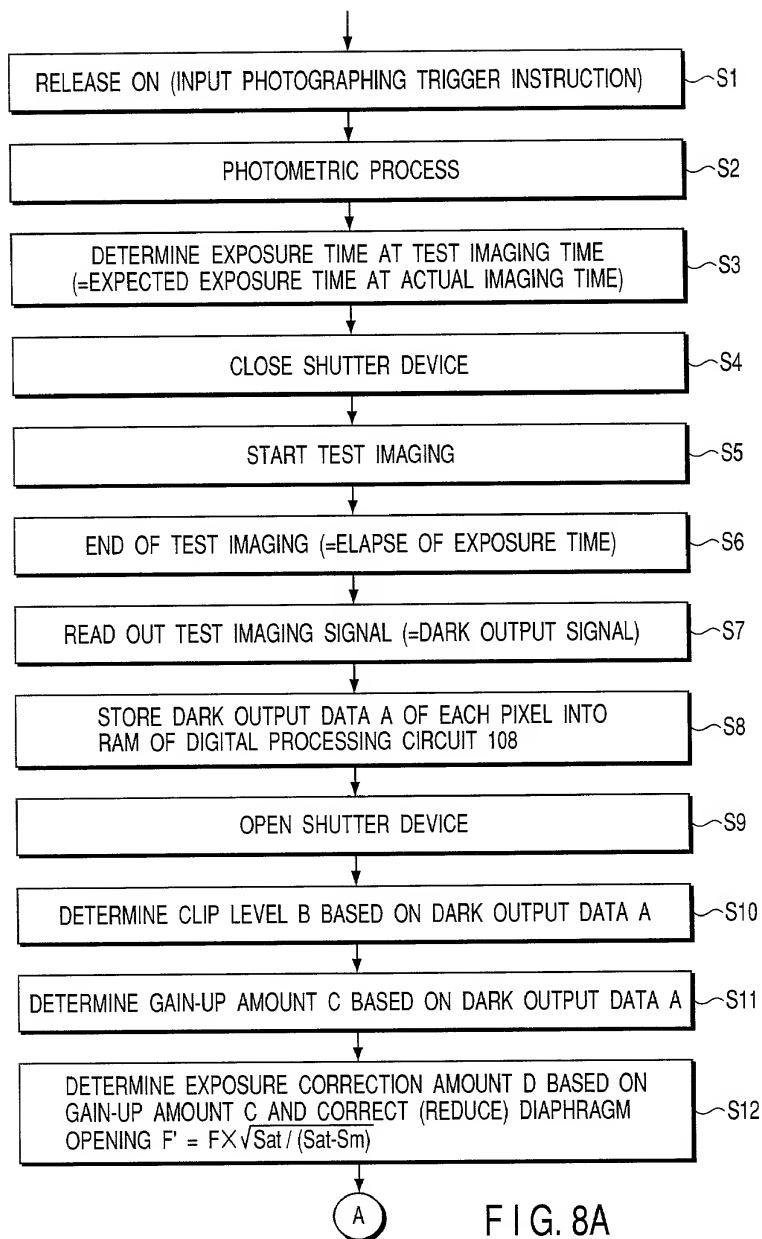 RELEASE ON (INPUT PHOTOGRAPHING TRIGGER INSTRUCTION) S1
PHOTOMETRIC PROCESS S2
DETERMINE EXPOSURE TIME AT TEST IMAGING TIME
(=EXPECTED EXPOSURE TIME AT ACTUAL IMAGING TIME) S3
CLOSE SHUTTER DEVICE S4
START TEST IMAGING S5
END OF TEST IMAGING (=ELAPSE OF EXPOSURE TIME) S6
READ OUT TEST IMAGING SIGNAL (=DARK OUTPUT SIGNAL) S7
STORE DARK OUTPUT DATA A OF EACH PIXEL INTO
RAM OF DIGITAL PROCESSING CIRCUIT 108 S8
OPEN SHUTTER DEVICE S9
DETERMINE CLIP LEVEL B BASED ON DARK OUTPUT DATA A S10
DETERMINE GAIN-UP AMOUNT C BASED ON DARK OUTPUT DATA A S11
DETERMINE EXPOSURE CORRECTION AMOUNT D BASED ON
GAIN-UP AMOUNT C AND CORRECT (REDUCE) DIAPHRAGM S12
OPENING F' = F×√Sat / (Sat-Sm)
A
FIG. 8A